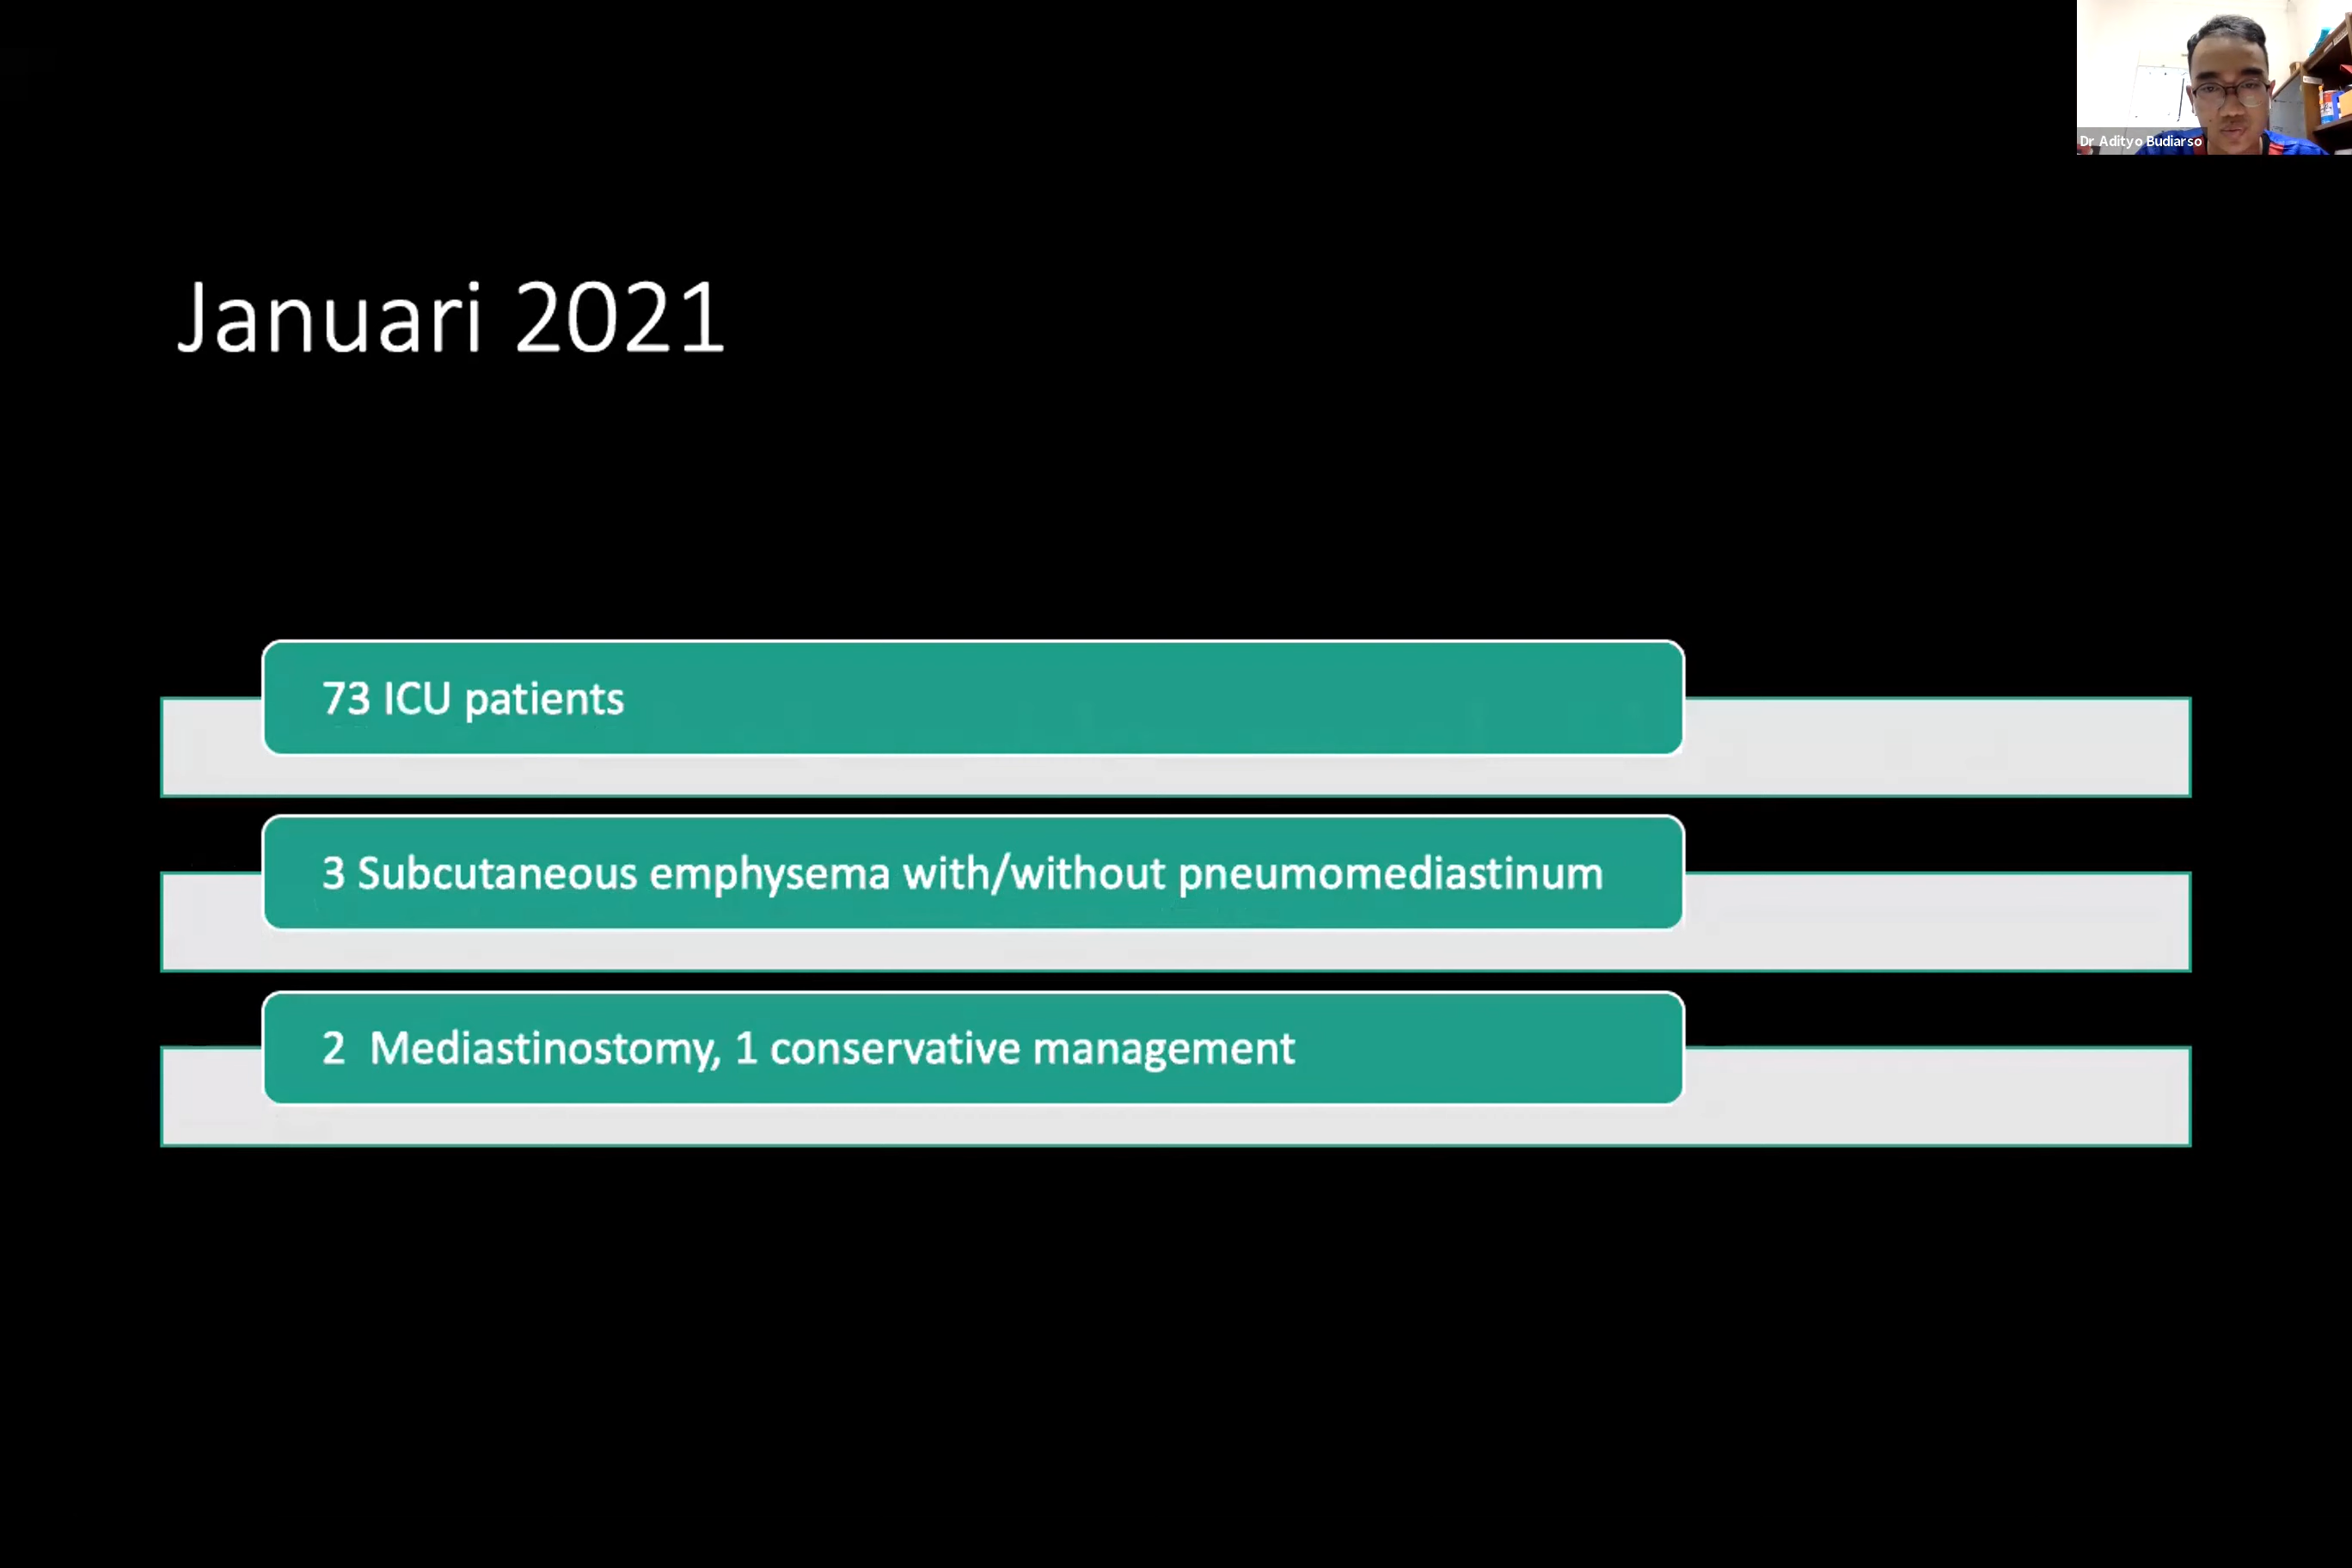 Dr Adityo Budiarso
Januari 2021
73 ICU patients
3 Subcutaneous emphysema with/without pneumomediastinum
2  Mediastinostomy, 1 conservative management